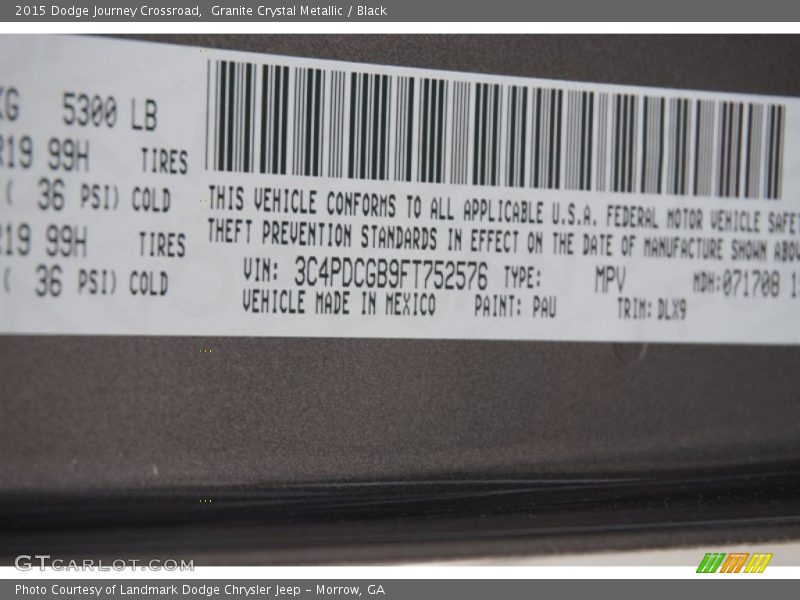 2015 Dodge Journey Crossroad,  Granite Crystal Metallic / Black
KG 5300 LB
R19 99H TIRES
( 36 PSI) COLD
R19 99H TIRES
( 36 PSI) COLD
THIS VEHICLE CONFORMS TO ALL APPLICABLE U.S.A. FEDERAL MOTOR VEHICLE SAFET
THEFT PREVENTION STANDARDS IN EFFECT ON THE DATE OF MANUFACTURE SHOWN ABOV
VIN: 3C4PDCGB9FT752576 TYPE: MPV MDH:071708 1
VEHICLE MADE IN MEXICO PAINT: PAU TRIM: DLX9
GTCARLOT.COM
Photo Courtesy of Landmark Dodge Chrysler Jeep – Morrow, GA